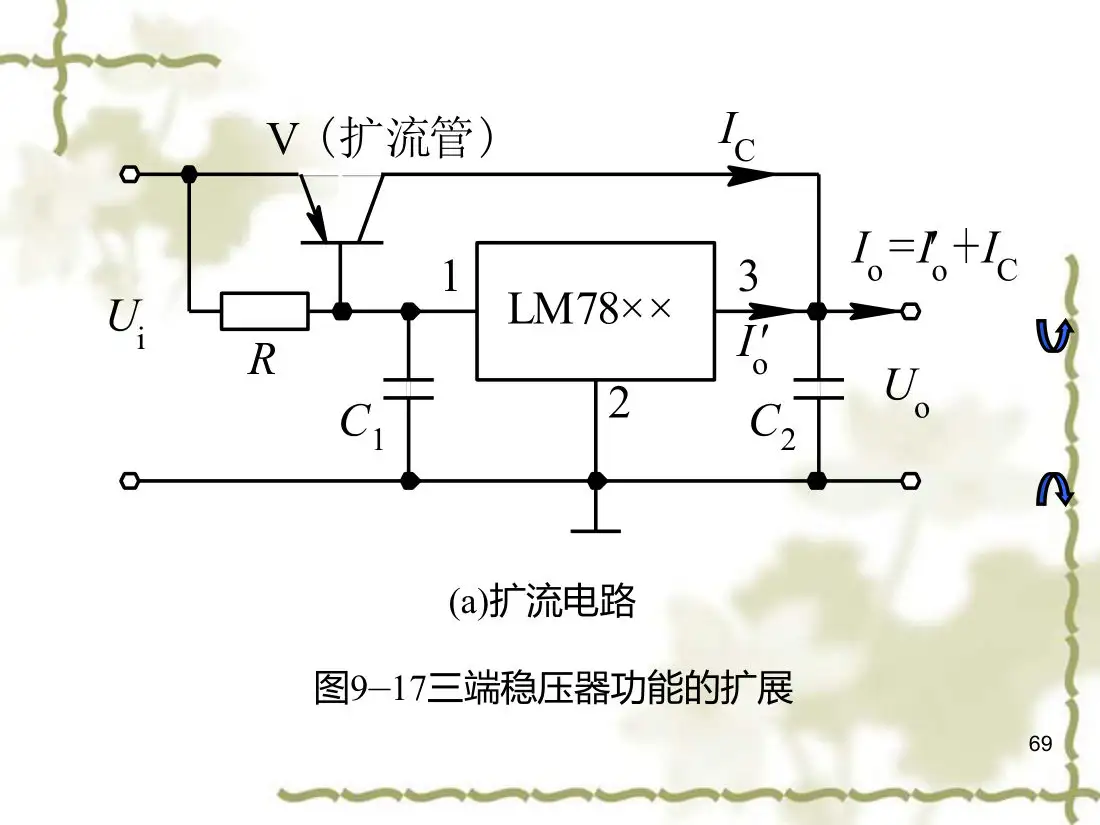 V（扩流管）
I_C
I_o=I'_o+I_C
1
LM78××
3
U_i
R
I'_o
2
U_o
C_1
C_2
(a)扩流电路
图9–17三端稳压器功能的扩展
69